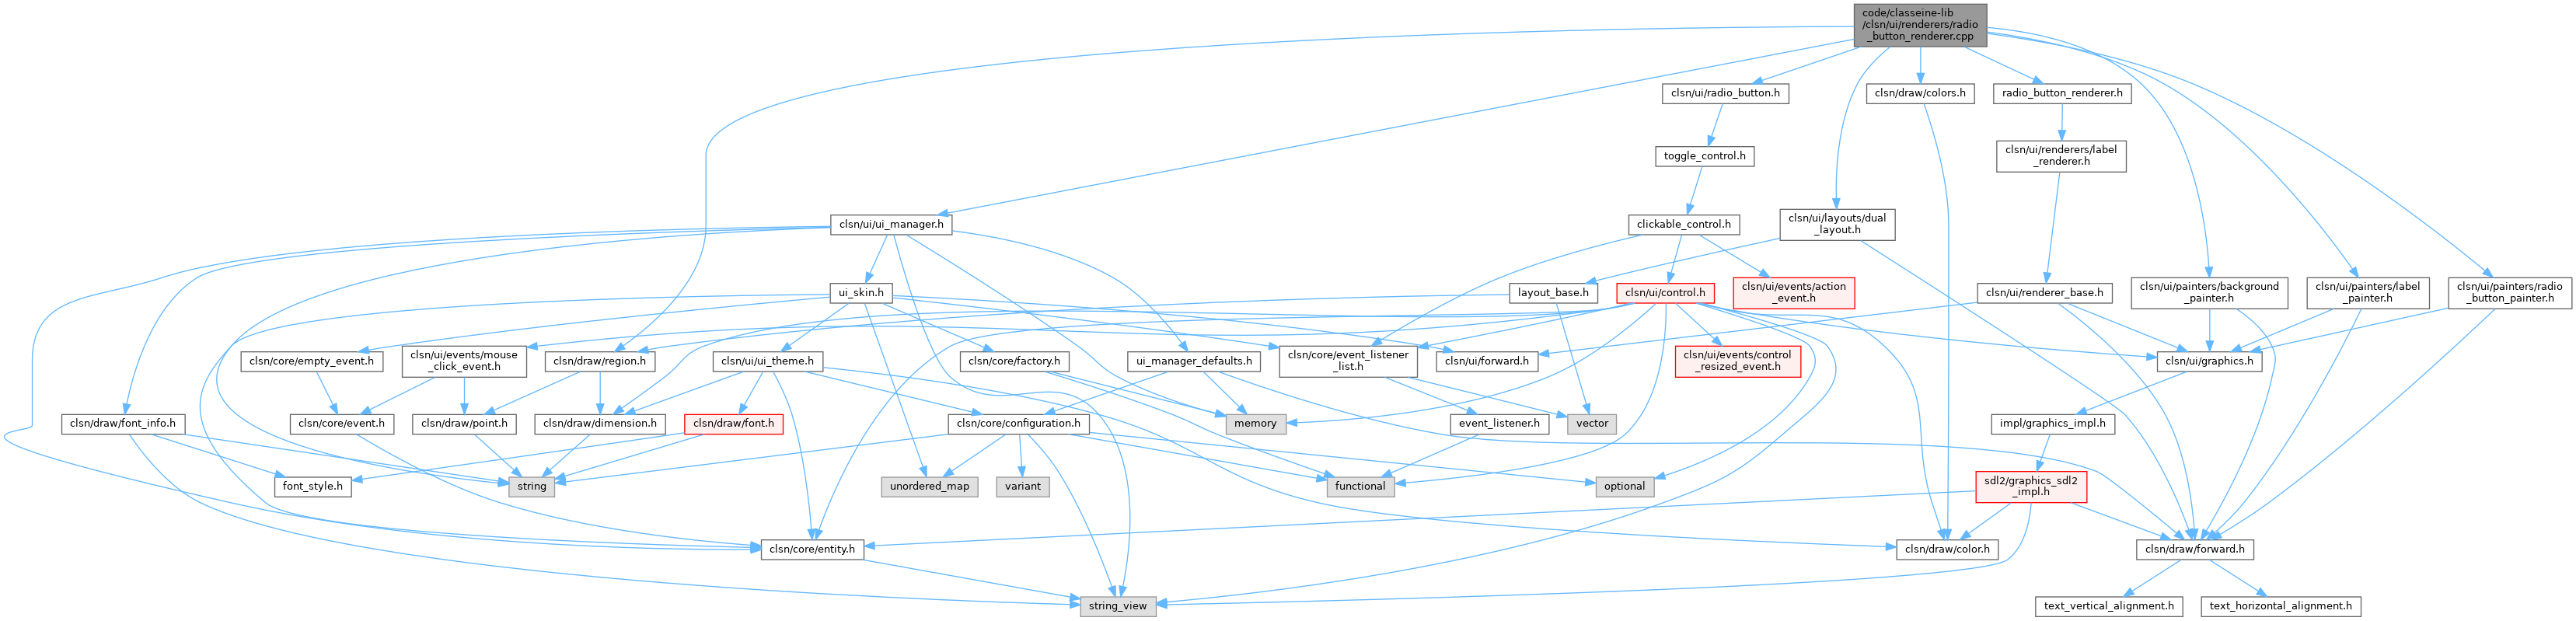 code/classeine-lib
/clsn/ui/renderers/radio
_button_renderer.cpp
clsn/ui/radio_button.h
clsn/draw/colors.h
radio_button_renderer.h
toggle_control.h
clsn/ui/renderers/label
_renderer.h
clsn/ui/ui_manager.h
clickable_control.h
clsn/ui/layouts/dual
_layout.h
ui_skin.h
layout_base.h
clsn/ui/control.h
clsn/ui/events/action
_event.h
clsn/ui/renderer_base.h
clsn/ui/painters/background
_painter.h
clsn/ui/painters/label
_painter.h
clsn/ui/painters/radio
_button_painter.h
clsn/core/empty_event.h
clsn/ui/events/mouse
_click_event.h
clsn/draw/region.h
clsn/ui/ui_theme.h
clsn/core/factory.h
ui_manager_defaults.h
clsn/core/event_listener
_list.h
clsn/ui/forward.h
clsn/ui/events/control
_resized_event.h
clsn/ui/graphics.h
clsn/draw/font_info.h
clsn/core/event.h
clsn/draw/point.h
clsn/draw/dimension.h
clsn/draw/font.h
clsn/core/configuration.h
memory
event_listener.h
vector
impl/graphics_impl.h
font_style.h
string
unordered_map
variant
functional
optional
sdl2/graphics_sdl2
_impl.h
clsn/core/entity.h
clsn/draw/color.h
clsn/draw/forward.h
string_view
text_vertical_alignment.h
text_horizontal_alignment.h